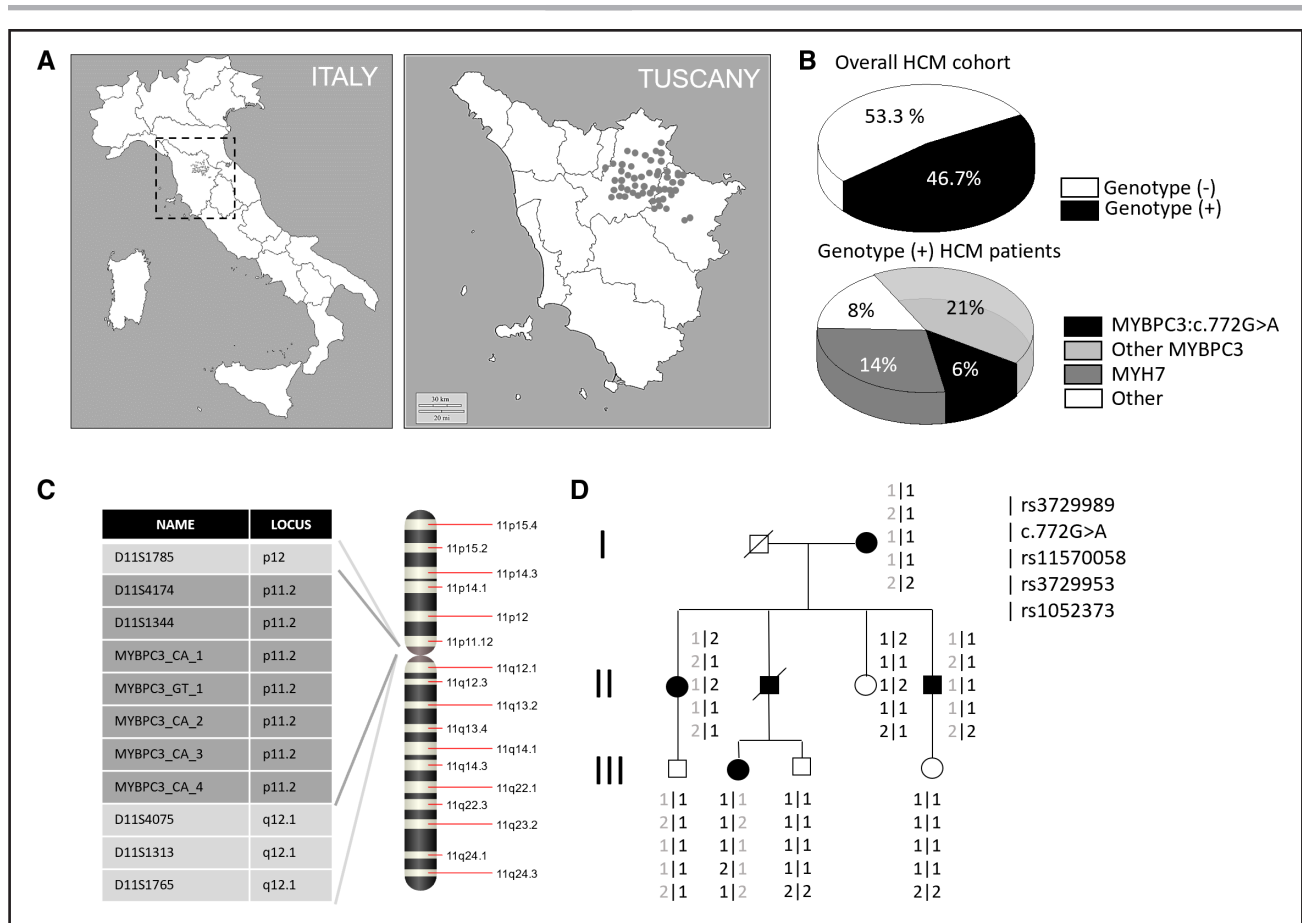 A
ITALY
TUSCANY
30 km
20 mi
B
Overall HCM cohort
53.3 %
46.7%
Genotype (-)
Genotype (+)
Genotype (+) HCM patients
8%
21%
14%
6%
MYBPC3:c.772G>A
Other MYBPC3
MYH7
Other
C
NAME LOCUS
D11S1785 p12
D11S4174 p11.2
D11S1344 p11.2
MYBPC3_CA_1 p11.2
MYBPC3_GT_1 p11.2
MYBPC3_CA_2 p11.2
MYBPC3_CA_3 p11.2
MYBPC3_CA_4 p11.2
D11S4075 q12.1
D11S1313 q12.1
D11S1765 q12.1
11p15.4
11p15.2
11p14.3
11p14.1
11p12
11p11.12
11q12.1
11q12.3
11q13.2
11q13.4
11q14.1
11q14.3
11q22.1
11q22.3
11q23.2
11q24.1
11q24.3
D
I
1|1
2|1
1|1
1|1
2|2
| rs3729989
| c.772G>A
| rs11570058
| rs3729953
| rs1052373
II
1|2
2|1
1|2
1|1
2|1
1|2
1|1
1|2
1|1
2|1
1|1
2|1
1|1
1|1
2|2
III
1|1
2|1
1|1
1|1
2|1
1|1
1|2
1|1
2|1
1|2
1|1
1|1
1|1
1|1
2|2
1|1
1|1
1|1
1|1
2|2